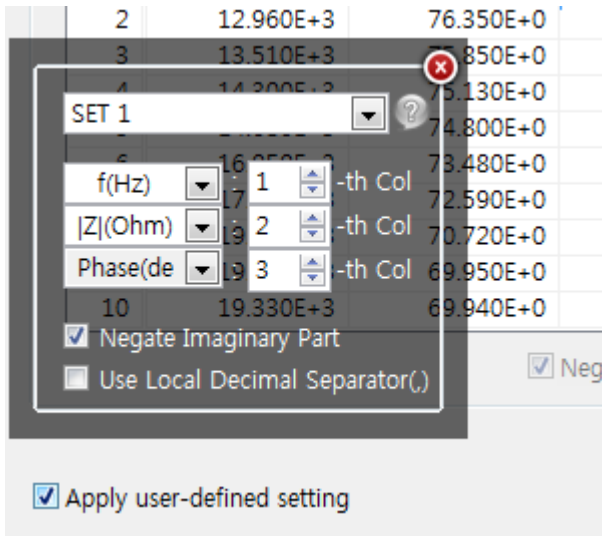 2 12.960E+3 76.350E+0
3 13.510E+3 75.850E+0
75.130E+0
SET 1
74.800E+0
73.480E+0
f(Hz) : 1 -th Col
72.590E+0
|Z|(Ohm) : 2 -th Col
70.720E+0
Phase(de : 3 -th Col
69.950E+0
10 19.330E+3 69.940E+0
Negate Imaginary Part
Neg
Use Local Decimal Separator(,)
Apply user-defined setting